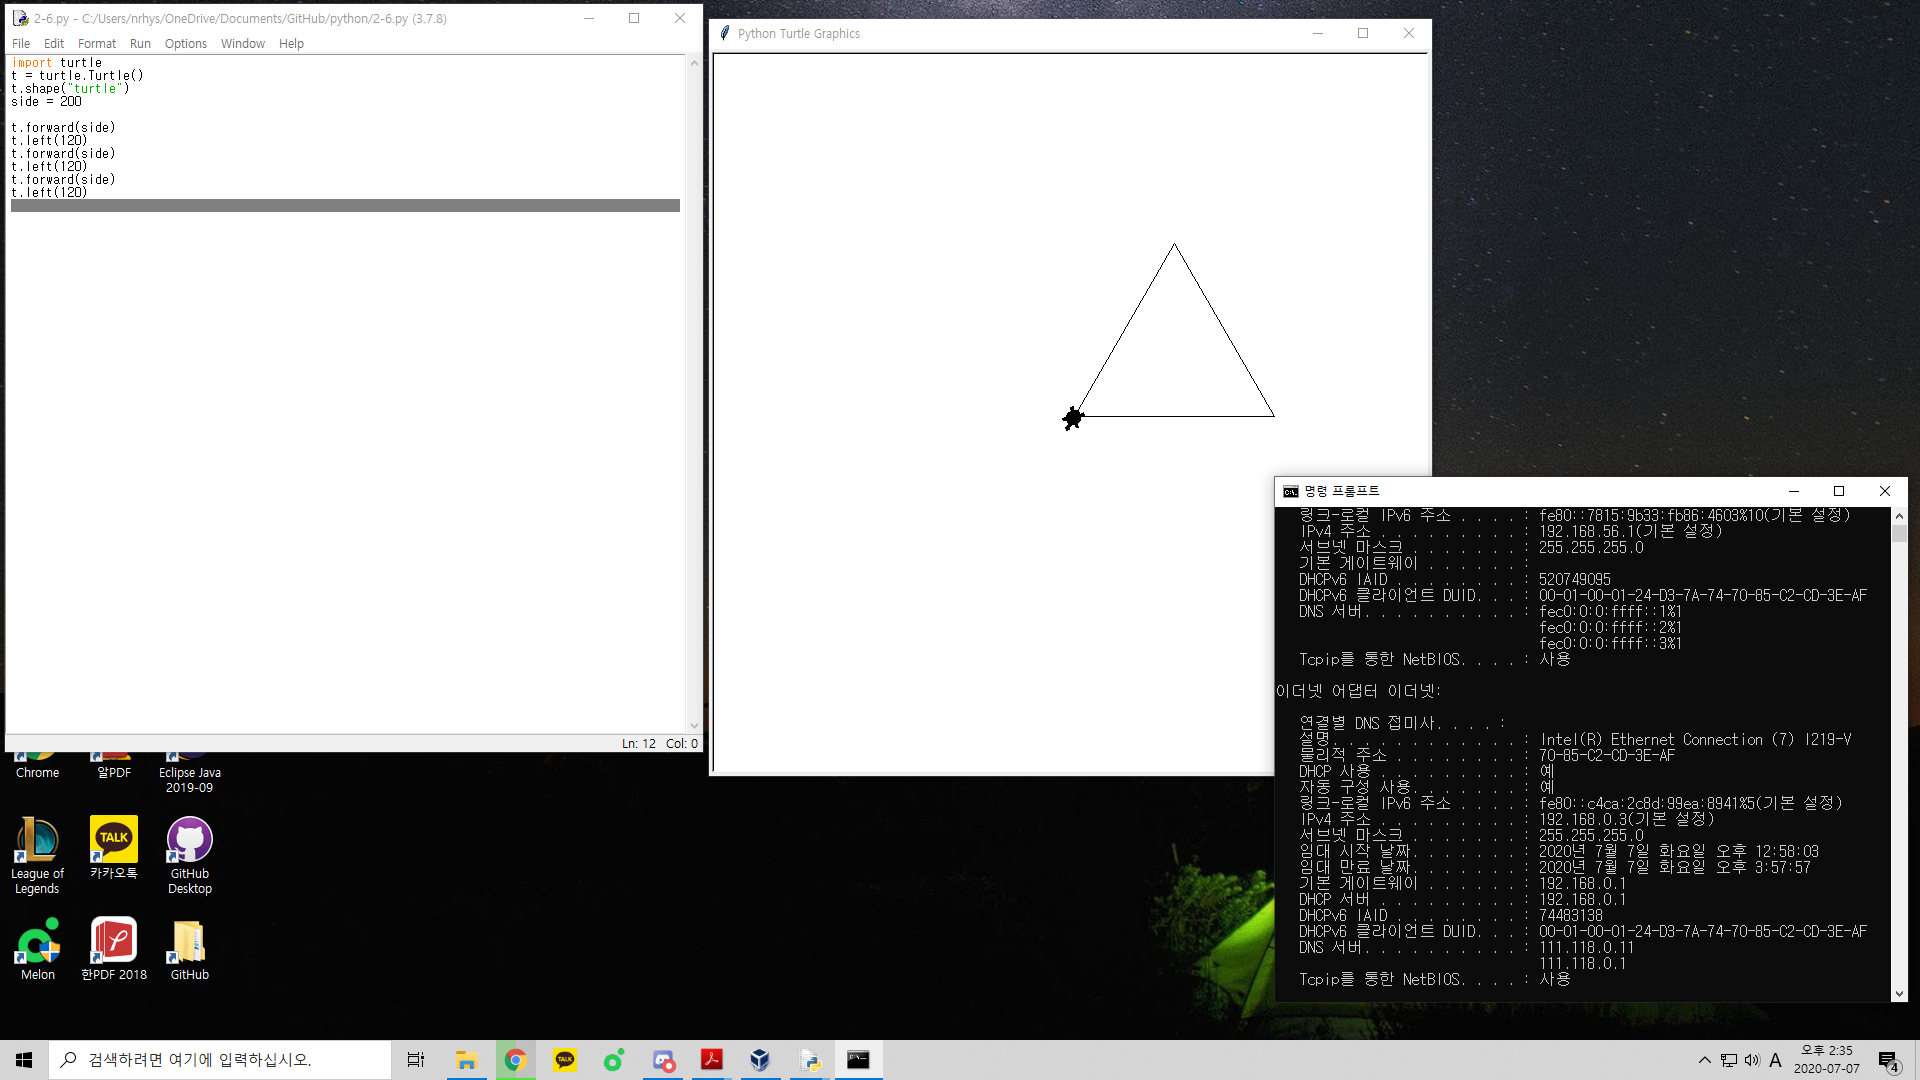 2-6.py - C:/Users/nrhys/OneDrive/Documents/GitHub/python/2-6.py (3.7.8)
File Edit Format Run Options Window Help
import turtle
t = turtle.Turtle()
t.shape("turtle")
side = 200
t.forward(side)
t.left(120)
t.forward(side)
t.left(120)
t.forward(side)
t.left(120)
Ln: 12 Col: 0
Python Turtle Graphics
명령 프롬프트
링크-로컬 IPv6 주소 . . . . : fe80::7815:9b33:fb86:4603%10(기본 설정)
IPv4 주소 . . . . . . . . . : 192.168.56.1(기본 설정)
서브넷 마스크 . . . . . . . : 255.255.255.0
기본 게이트웨이 . . . . . . :
DHCPv6 IAID . . . . . . . . : 520749095
DHCPv6 클라이언트 DUID. . . : 00-01-00-01-24-D3-7A-74-70-85-C2-CD-3E-AF
DNS 서버. . . . . . . . . . : fec0:0:0:ffff::1%1
fec0:0:0:ffff::2%1
fec0:0:0:ffff::3%1
Tcpip를 통한 NetBIOS. . . . : 사용
이더넷 어댑터 이더넷:
연결별 DNS 접미사. . . . :
설명. . . . . . . . . . . . : Intel(R) Ethernet Connection (7) I219-V
물리적 주소 . . . . . . . . : 70-85-C2-CD-3E-AF
DHCP 사용 . . . . . . . . . : 예
자동 구성 사용. . . . . . . : 예
링크-로컬 IPv6 주소 . . . . : fe80::c4ca:2c8d:99ea:8941%5(기본 설정)
IPv4 주소 . . . . . . . . . : 192.168.0.3(기본 설정)
서브넷 마스크 . . . . . . . : 255.255.255.0
임대 시작 날짜. . . . . . . : 2020년 7월 7일 화요일 오후 12:58:03
임대 만료 날짜. . . . . . . : 2020년 7월 7일 화요일 오후 3:57:57
기본 게이트웨이 . . . . . . : 192.168.0.1
DHCP 서버 . . . . . . . . . : 192.168.0.1
DHCPv6 IAID . . . . . . . . : 74483138
DHCPv6 클라이언트 DUID. . . : 00-01-00-01-24-D3-7A-74-70-85-C2-CD-3E-AF
DNS 서버. . . . . . . . . . : 111.118.0.11
111.118.0.1
Tcpip를 통한 NetBIOS. . . . : 사용
Chrome
알PDF
Eclipse Java
2019-09
TALK
League of
Legends
카카오톡
GitHub
Desktop
Melon
한PDF 2018
GitHub
검색하려면 여기에 입력하십시오.
TALK
A
오후 2:35
2020-07-07
4